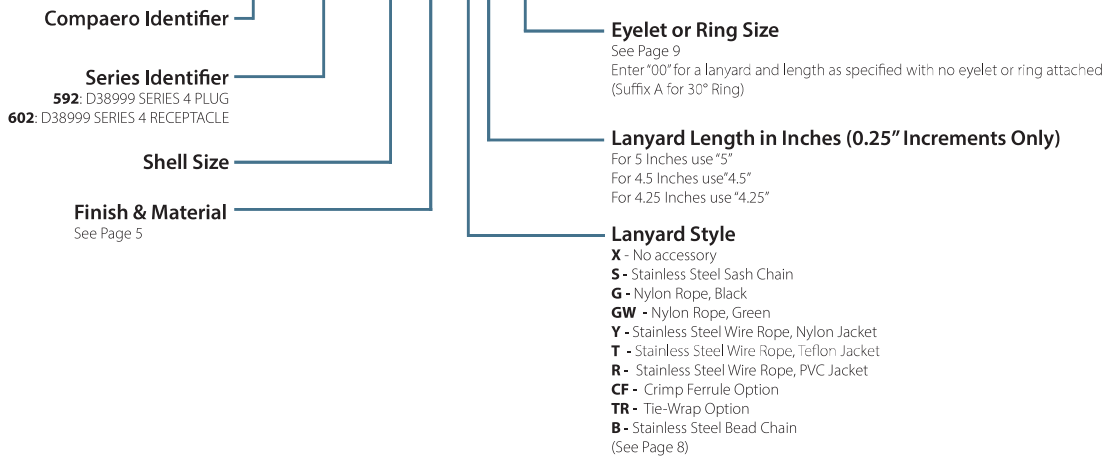 Compaero Identifier
Series Identifier
592: D38999 SERIES 4 PLUG
602: D38999 SERIES 4 RECEPTACLE
Shell Size
Finish & Material
See Page 5
Eyelet or Ring Size
See Page 9
Enter “00” for a lanyard and length as specified with no eyelet or ring attached
(Suffix A for 30° Ring)
Lanyard Length in Inches (0.25” Increments Only)
For 5 Inches use “5”
For 4.5 Inches use“4.5”
For 4.25 Inches use “4.25”
Lanyard Style
X - No accessory
S - Stainless Steel Sash Chain
G - Nylon Rope, Black
GW - Nylon Rope, Green
Y - Stainless Steel Wire Rope, Nylon Jacket
T - Stainless Steel Wire Rope, Teflon Jacket
R - Stainless Steel Wire Rope, PVC Jacket
CF - Crimp Ferrule Option
TR - Tie-Wrap Option
B - Stainless Steel Bead Chain
(See Page 8)